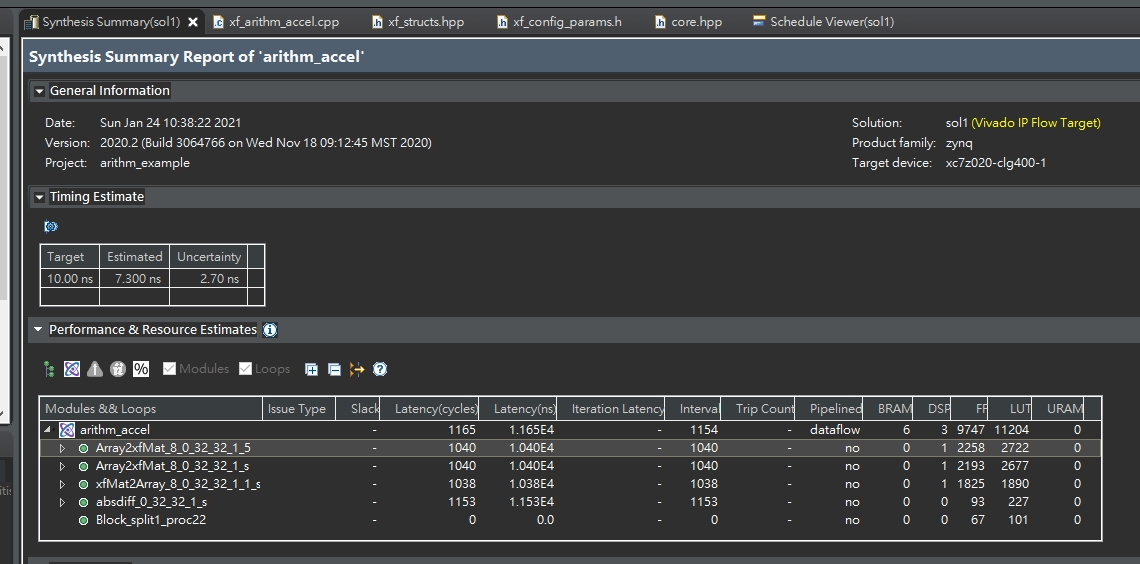 Synthesis Summary(sol1) xf_arithm_accel.cpp xf_structs.hpp xf_config_params.h core.hpp Schedule Viewer(sol1)
Synthesis Summary Report of 'arithm_accel'
General Information
Date: Sun Jan 24 10:38:22 2021 Solution: sol1 (Vivado IP Flow Target)
Version: 2020.2 (Build 3064766 on Wed Nov 18 09:12:45 MST 2020) Product family: zynq
Project: arithm_example Target device: xc7z020-clg400-1
Timing Estimate
Target Estimated Uncertainty
10.00 ns 7.300 ns 2.70 ns
Performance & Resource Estimates
% Modules Loops
Modules && Loops Issue Type Slack Latency(cycles) Latency(ns) Iteration Latency Interval Trip Count Pipelined BRAM DSP FF LUT URAM
arithm_accel - 1165 1.165E4 - 1154 - dataflow 6 3 9747 11204 0
Array2xfMat_8_0_32_32_1_5 - 1040 1.040E4 - 1040 - no 0 1 2258 2722 0
Array2xfMat_8_0_32_32_1_s - 1040 1.040E4 - 1040 - no 0 1 2193 2677 0
xfMat2Array_8_0_32_32_1_1_s - 1038 1.038E4 - 1038 - no 0 1 1825 1890 0
absdiff_0_32_32_1_s - 1153 1.153E4 - 1153 - no 0 0 93 227 0
Block_split1_proc22 - 0 0.0 - 0 - no 0 0 67 101 0